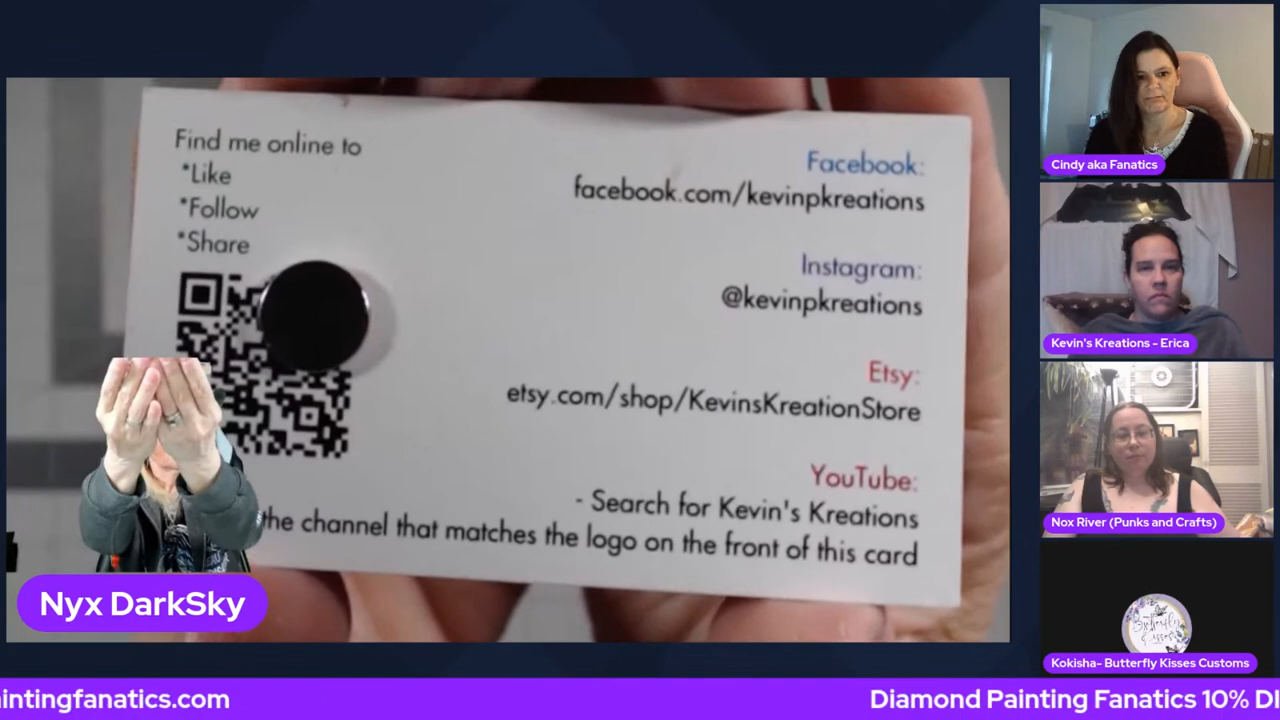 Find me online to
*Like
*Follow
*Share
Facebook:
facebook.com/kevinpkreations
Instagram:
@kevinpkreations
Etsy:
etsy.com/shop/KevinsKreationStore
YouTube:
- Search for Kevin's Kreations
the channel that matches the logo on the front of this card
Nyx DarkSky
Cindy aka Fanatics
Kevin's Kreations - Erica
Nox River (Punks and Crafts)
Butterfly
Kisses
Kokisha- Butterfly Kisses Customs
aintingfanatics.com
Diamond Painting Fanatics 10% DI